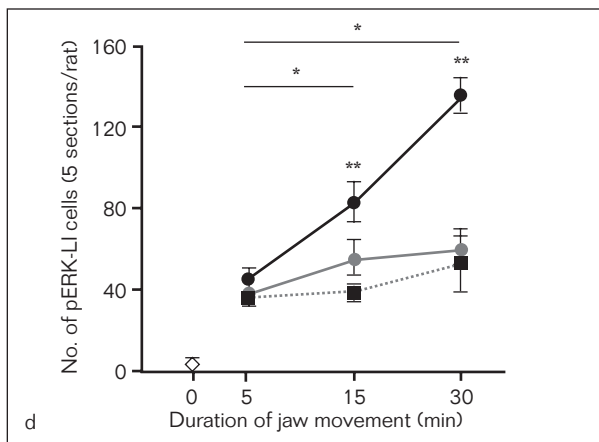 *
160
*
**
120
**
80
40
0
No. of pERK-LI cells (5 sections/rat)
0 5 15 30
Duration of jaw movement (min)
d